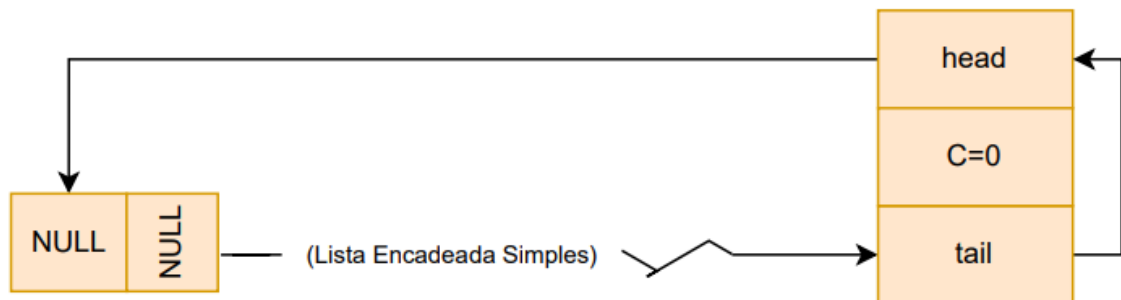 head
C=0
NULL
NULL
(Lista Encadeada Simples)
tail